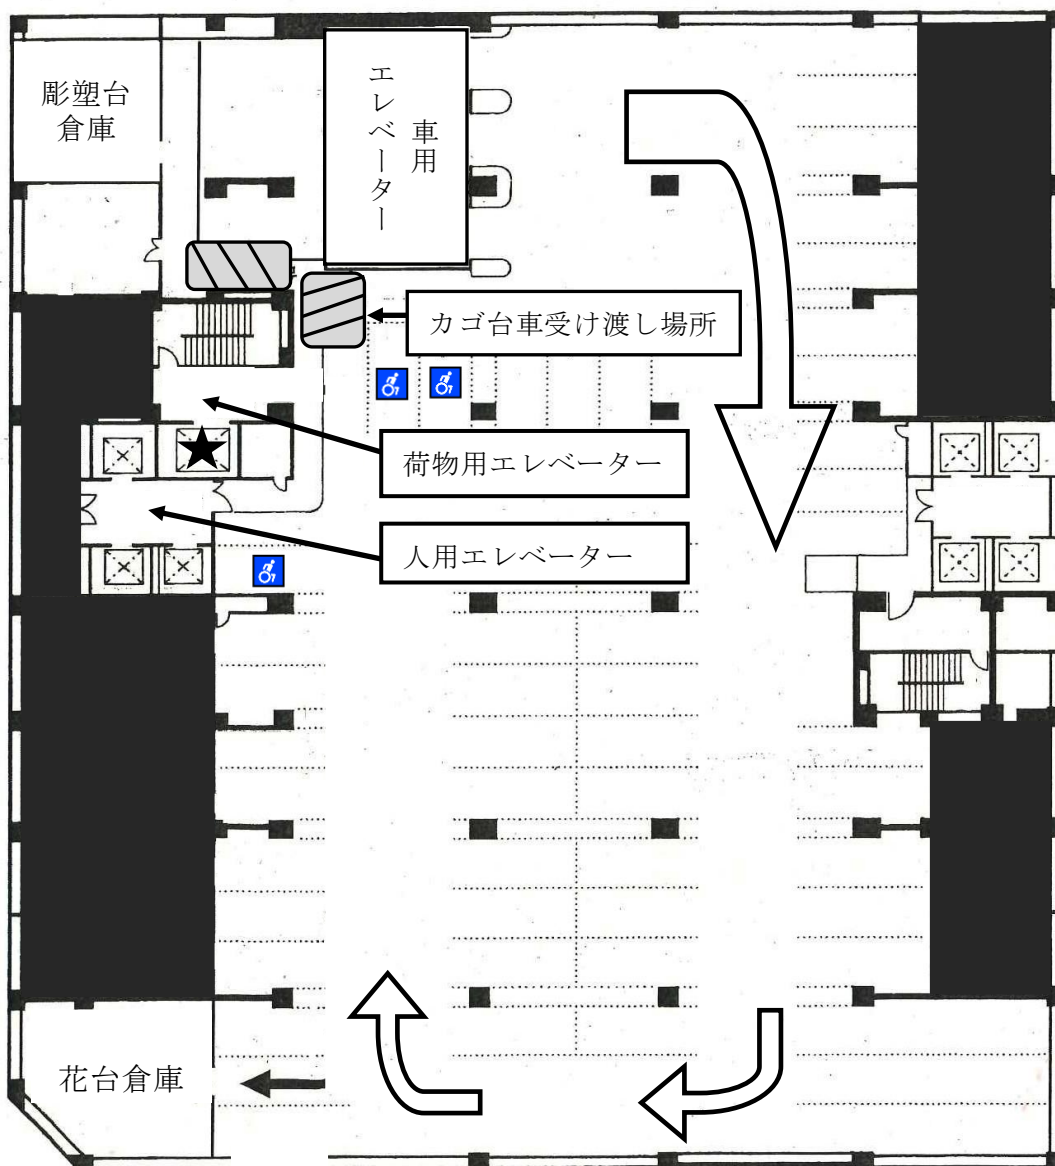 彫塑台
倉庫
車用
エレベーター
カゴ台車受け渡し場所
荷物用エレベーター
人用エレベーター
花台倉庫